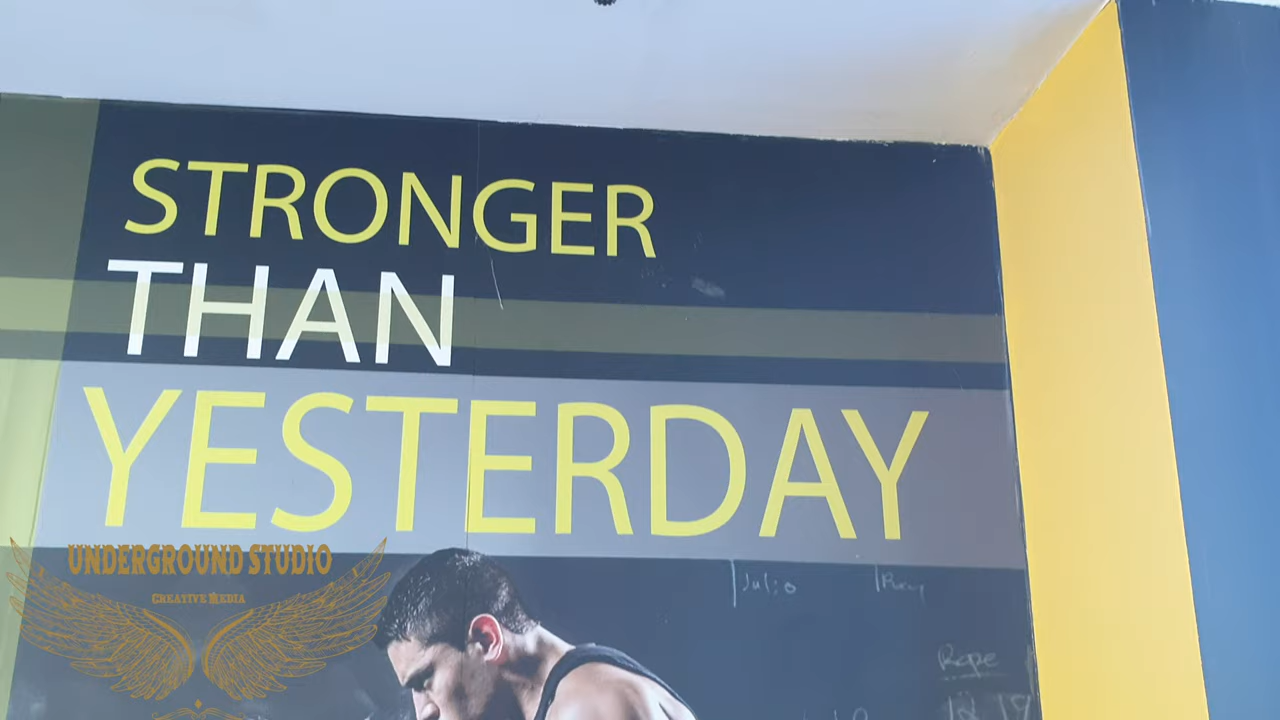 STRONGER
THAN
YESTERDAY
UNDERGROUND STUDIO
CREATIVE MEDIA
Julio
Rope